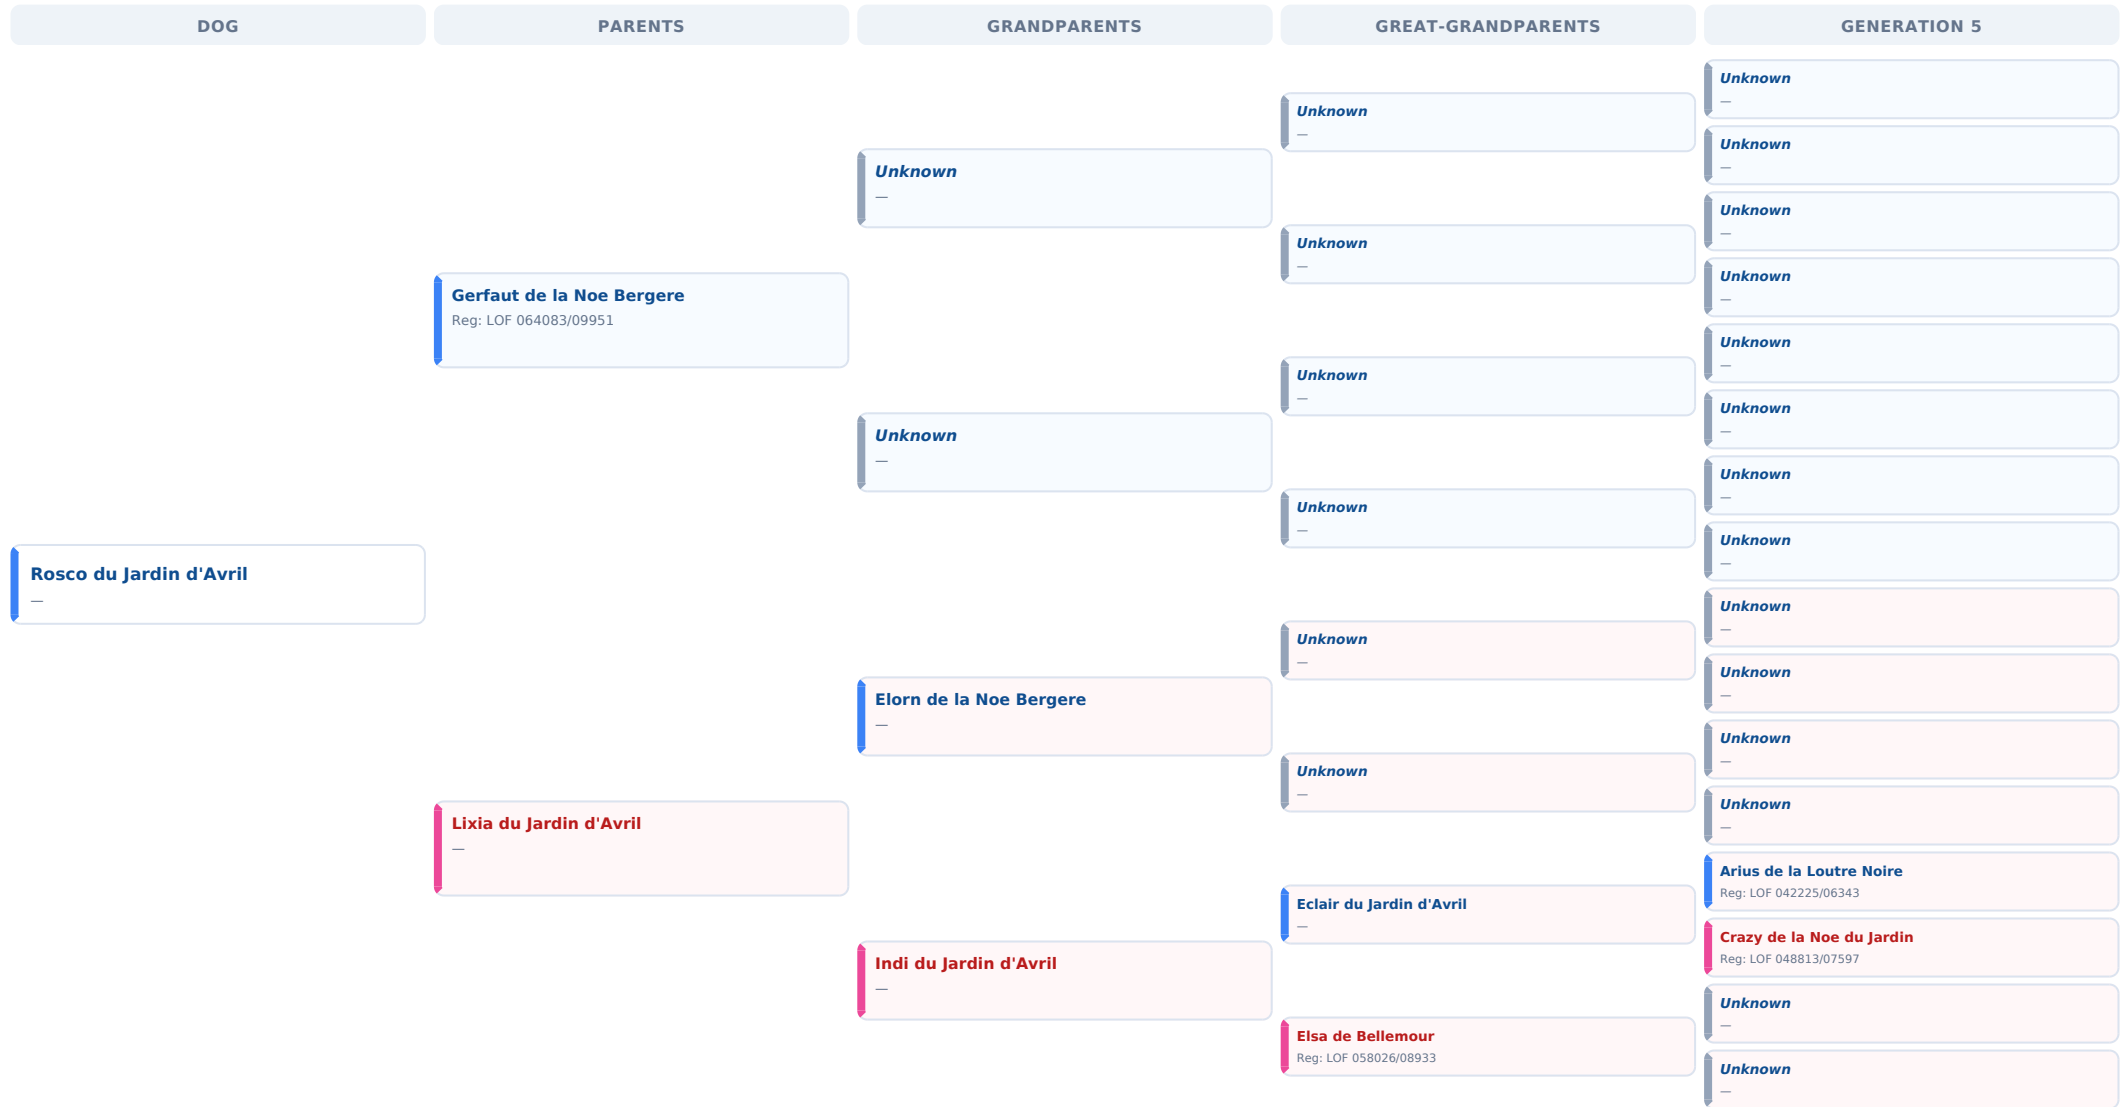 DOG
PARENTS
GRANDPARENTS
GREAT-GRANDPARENTS
GENERATION 5
Rosco du Jardin d'Avril
—
Gerfaut de la Noe Bergere
Reg: LOF 064083/09951
Lixia du Jardin d'Avril
—
Unknown
—
Unknown
—
Elorn de la Noe Bergere
—
Indi du Jardin d'Avril
—
Unknown
—
Unknown
—
Unknown
—
Unknown
—
Unknown
—
Unknown
—
Eclair du Jardin d'Avril
—
Elsa de Bellemour
Reg: LOF 058026/08933
Unknown
—
Unknown
—
Unknown
—
Unknown
—
Unknown
—
Unknown
—
Unknown
—
Unknown
—
Unknown
—
Unknown
—
Unknown
—
Unknown
—
Arius de la Loutre Noire
Reg: LOF 042225/06343
Crazy de la Noe du Jardin
Reg: LOF 048813/07597
Unknown
—
Unknown
—